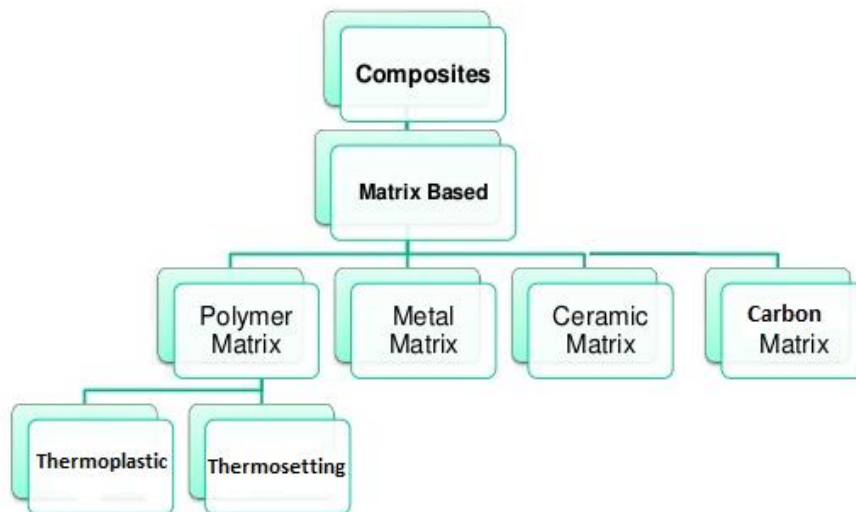 Composites
Matrix Based
Polymer
Matrix
Metal
Matrix
Ceramic
Matrix
Carbon
Matrix
Thermoplastic
Thermosetting